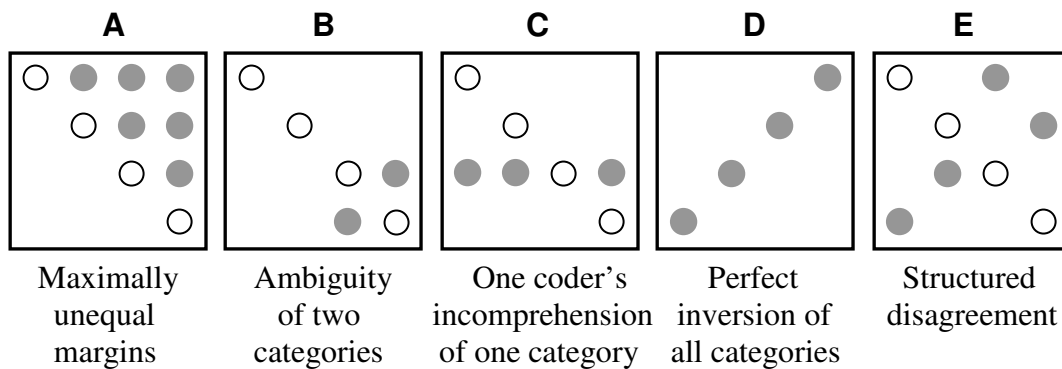 A B C D E
Maximally
unequal
margins
Ambiguity
of two
categories
One coder's
incomprehension
of one category
Perfect
inversion of
all categories
Structured
disagreement